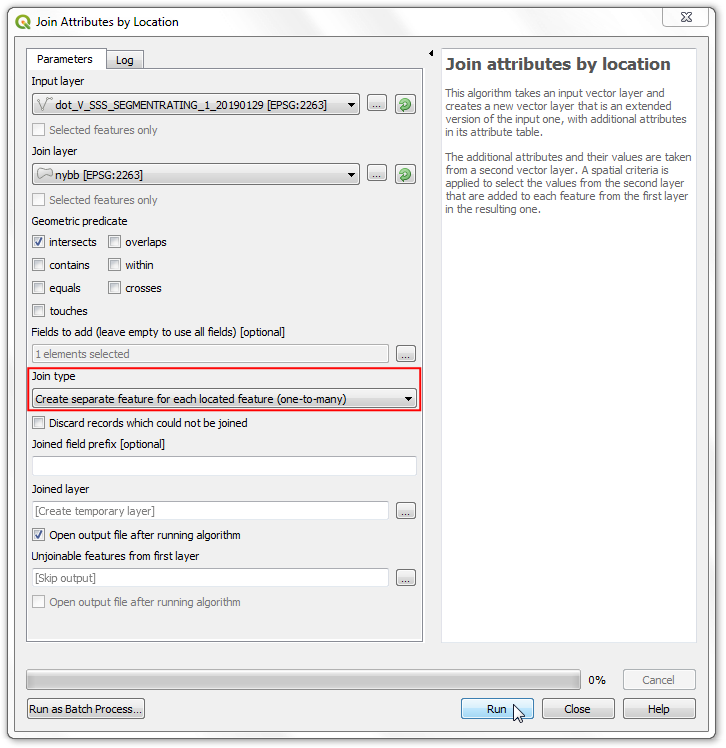 Join Attributes by Location
Parameters
Log
Input layer
dot_V_SSS_SEGMENTRATING_1_20190129 [EPSG:2263]
...
Selected features only
Join layer
nybb [EPSG:2263]
...
Selected features only
Geometric predicate
intersects
overlaps
contains
within
equals
crosses
touches
Fields to add (leave empty to use all fields) [optional]
1 elements selected
...
Join type
Create separate feature for each located feature (one-to-many)
Discard records which could not be joined
Joined field prefix [optional]
Joined layer
[Create temporary layer]
...
Open output file after running algorithm
Unjoinable features from first layer
[Skip output]
...
Open output file after running algorithm
Join attributes by location
This algorithm takes an input vector layer and
creates a new vector layer that is an extended
version of the input one, with additional attributes
in its attribute table.
The additional attributes and their values are taken
from a second vector layer. A spatial criteria is
applied to select the values from the second layer
that are added to each feature from the first layer
in the resulting one.
0%
Cancel
Run as Batch Process...
Run
Close
Help